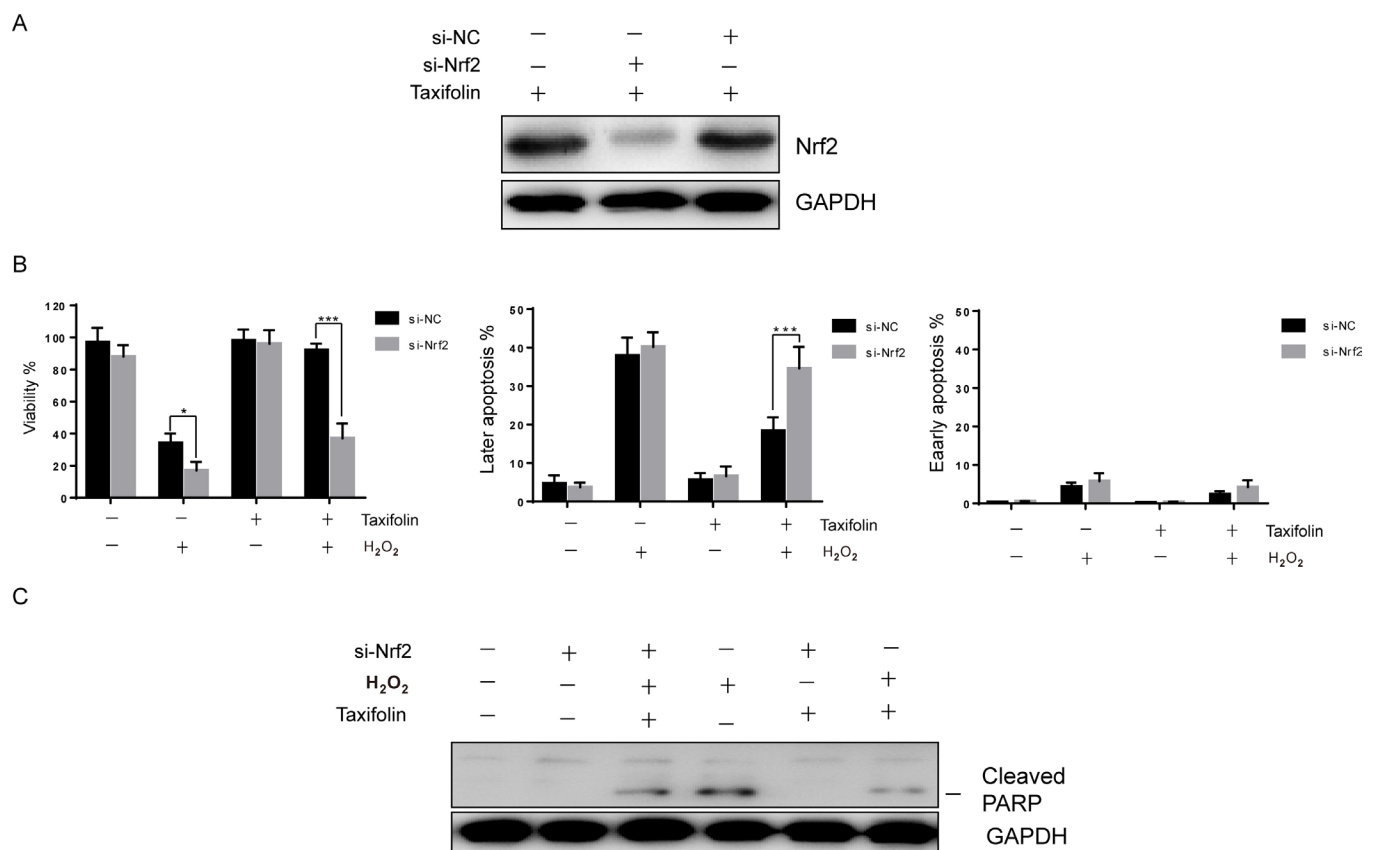 A
si-NC — — +
si-Nrf2 — + —
Taxifolin + + +
Nrf2
GAPDH
B
Viability %
120
100
80
60
40
20
0
* ***
si-NC
si-Nrf2
— — + + Taxifolin
— + — + H₂O₂
Later apoptosis %
50
40
30
20
10
0
***
si-NC
si-Nrf2
— — + + Taxifolin
— + — + H₂O₂
Eaarly apoptosis %
50
40
30
20
10
0
si-NC
si-Nrf2
— — + + Taxifolin
— + — + H₂O₂
C
si-Nrf2 — + + — + —
H₂O₂ — — + + — +
Taxifolin — — + — + +
— Cleaved
PARP
GAPDH